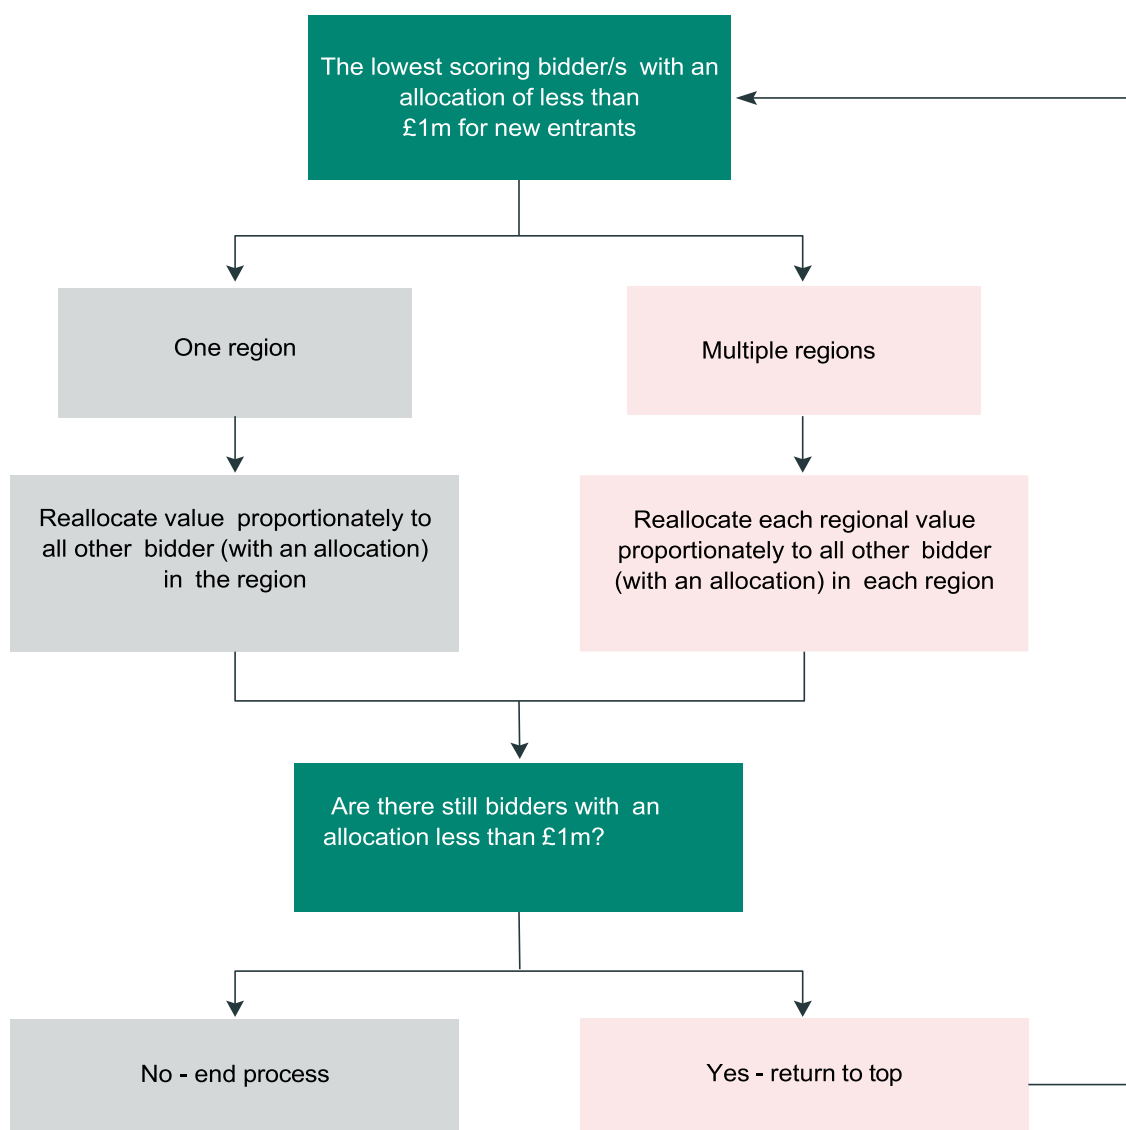 The lowest scoring bidder/s with an
allocation of less than
£1m for new entrants
One region
Multiple regions
Reallocate value proportionately to
all other bidder (with an allocation)
in the region
Reallocate each regional value
proportionately to all other bidder
(with an allocation) in each region
Are there still bidders with an
allocation less than £1m?
No - end process
Yes - return to top